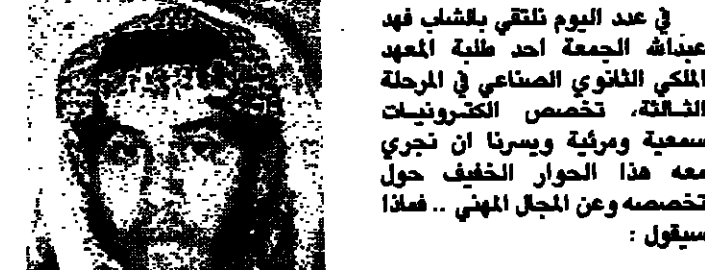 في عدد اليوم نلتقي بالشاب فهد
عبدالله الجمعة احد طلبة المعهد
الملكي الثانوي الصناعي في المرحلة
الثالثة، تخصص الكترونيات
سمعية ومرئية ويسرنا ان نجري
معه هذا الحوار الخفيف حول
تخصصه وعن المجال المهني .. فماذا
سيقول :